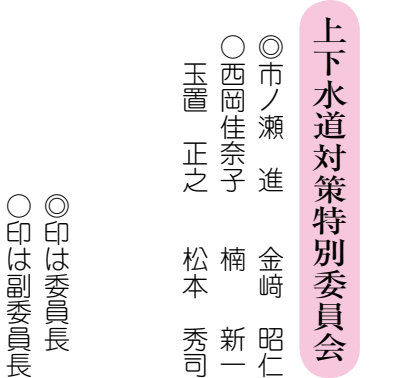 上下水道対策特別委員会
◎市ノ瀬　進　　金﨑　昭仁
○西岡佳奈子　　楠　　新一
玉置　正之　　松本　秀司
◎印は委員長
○印は副委員長